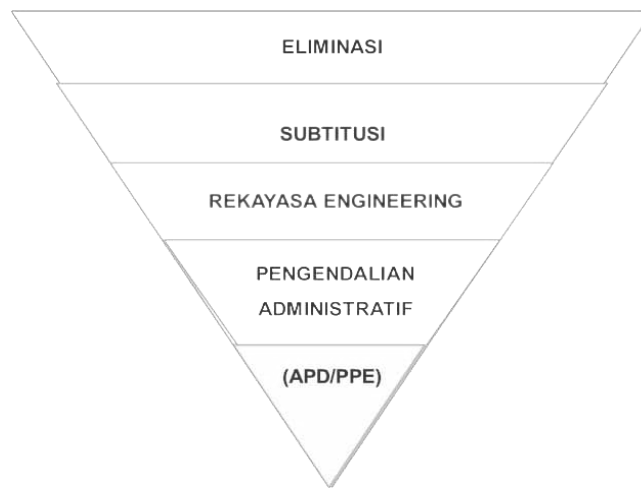 ELIMINASI
SUBTITUSI
REKAYASA ENGINEERING
PENGENDALIAN
ADMINISTRATIF
(APD/PPE)